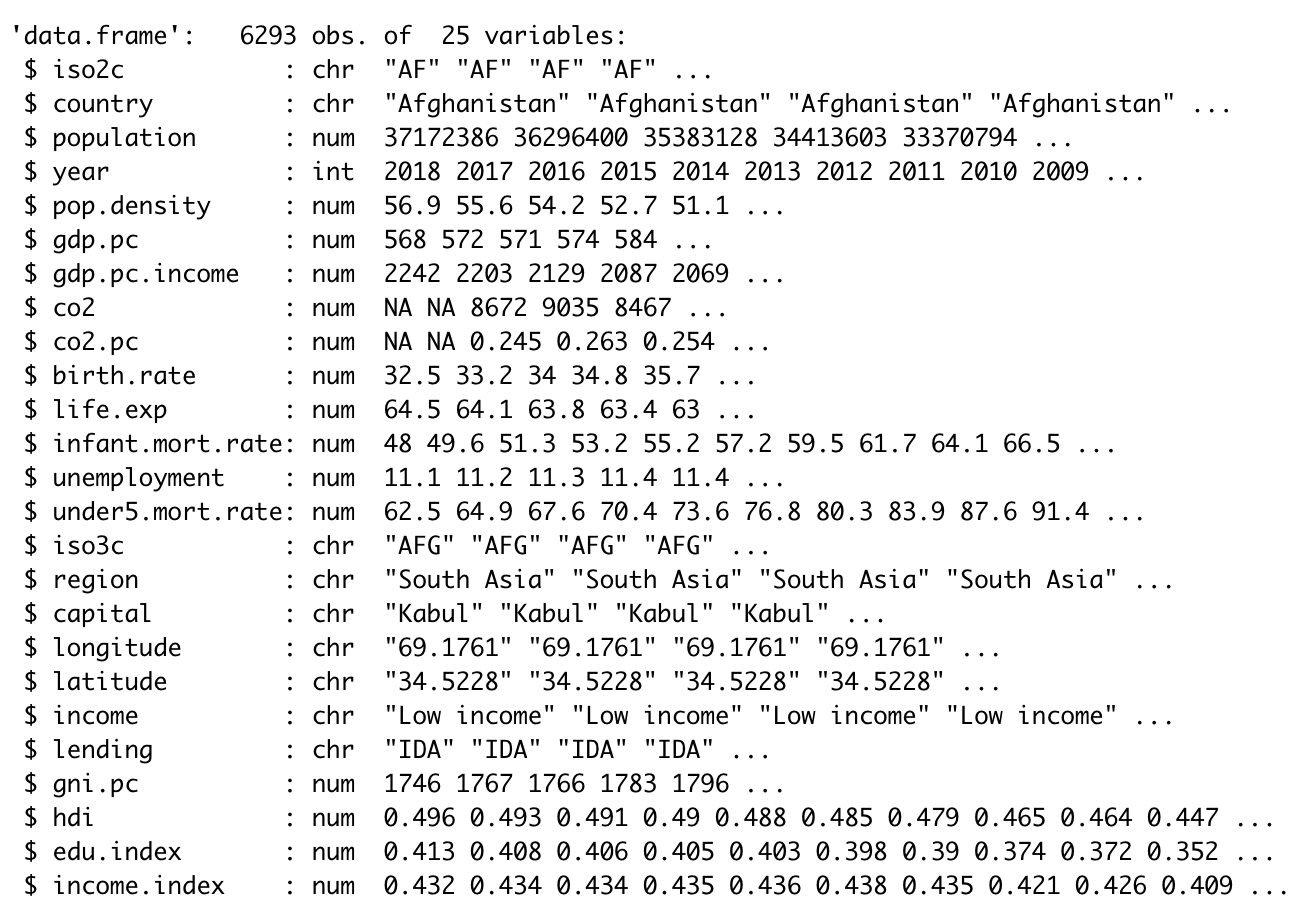 'data.frame':   6293 obs. of  25 variables:
 $ iso2c          : chr  "AF" "AF" "AF" "AF" ...
 $ country        : chr  "Afghanistan" "Afghanistan" "Afghanistan" "Afghanistan" ...
 $ population     : num  37172386 36296400 35383128 34413603 33370794 ...
 $ year           : int  2018 2017 2016 2015 2014 2013 2012 2011 2010 2009 ...
 $ pop.density    : num  56.9 55.6 54.2 52.7 51.1 ...
 $ gdp.pc         : num  568 572 571 574 584 ...
 $ gdp.pc.income  : num  2242 2203 2129 2087 2069 ...
 $ co2            : num  NA NA 8672 9035 8467 ...
 $ co2.pc         : num  NA NA 0.245 0.263 0.254 ...
 $ birth.rate     : num  32.5 33.2 34 34.8 35.7 ...
 $ life.exp       : num  64.5 64.1 63.8 63.4 63 ...
 $ infant.mort.rate: num  48 49.6 51.3 53.2 55.2 57.2 59.5 61.7 64.1 66.5 ...
 $ unemployment   : num  11.1 11.2 11.3 11.4 11.4 ...
 $ under5.mort.rate: num  62.5 64.9 67.6 70.4 73.6 76.8 80.3 83.9 87.6 91.4 ...
 $ iso3c          : chr  "AFG" "AFG" "AFG" "AFG" ...
 $ region         : chr  "South Asia" "South Asia" "South Asia" "South Asia" ...
 $ capital        : chr  "Kabul" "Kabul" "Kabul" "Kabul" ...
 $ longitude      : chr  "69.1761" "69.1761" "69.1761" "69.1761" ...
 $ latitude       : chr  "34.5228" "34.5228" "34.5228" "34.5228" ...
 $ income         : chr  "Low income" "Low income" "Low income" "Low income" ...
 $ lending        : chr  "IDA" "IDA" "IDA" "IDA" ...
 $ gni.pc         : num  1746 1767 1766 1783 1796 ...
 $ hdi            : num  0.496 0.493 0.491 0.49 0.488 0.485 0.479 0.465 0.464 0.447 ...
 $ edu.index      : num  0.413 0.408 0.406 0.405 0.403 0.398 0.39 0.374 0.372 0.352 ...
 $ income.index   : num  0.432 0.434 0.434 0.435 0.436 0.438 0.435 0.421 0.426 0.409 ...